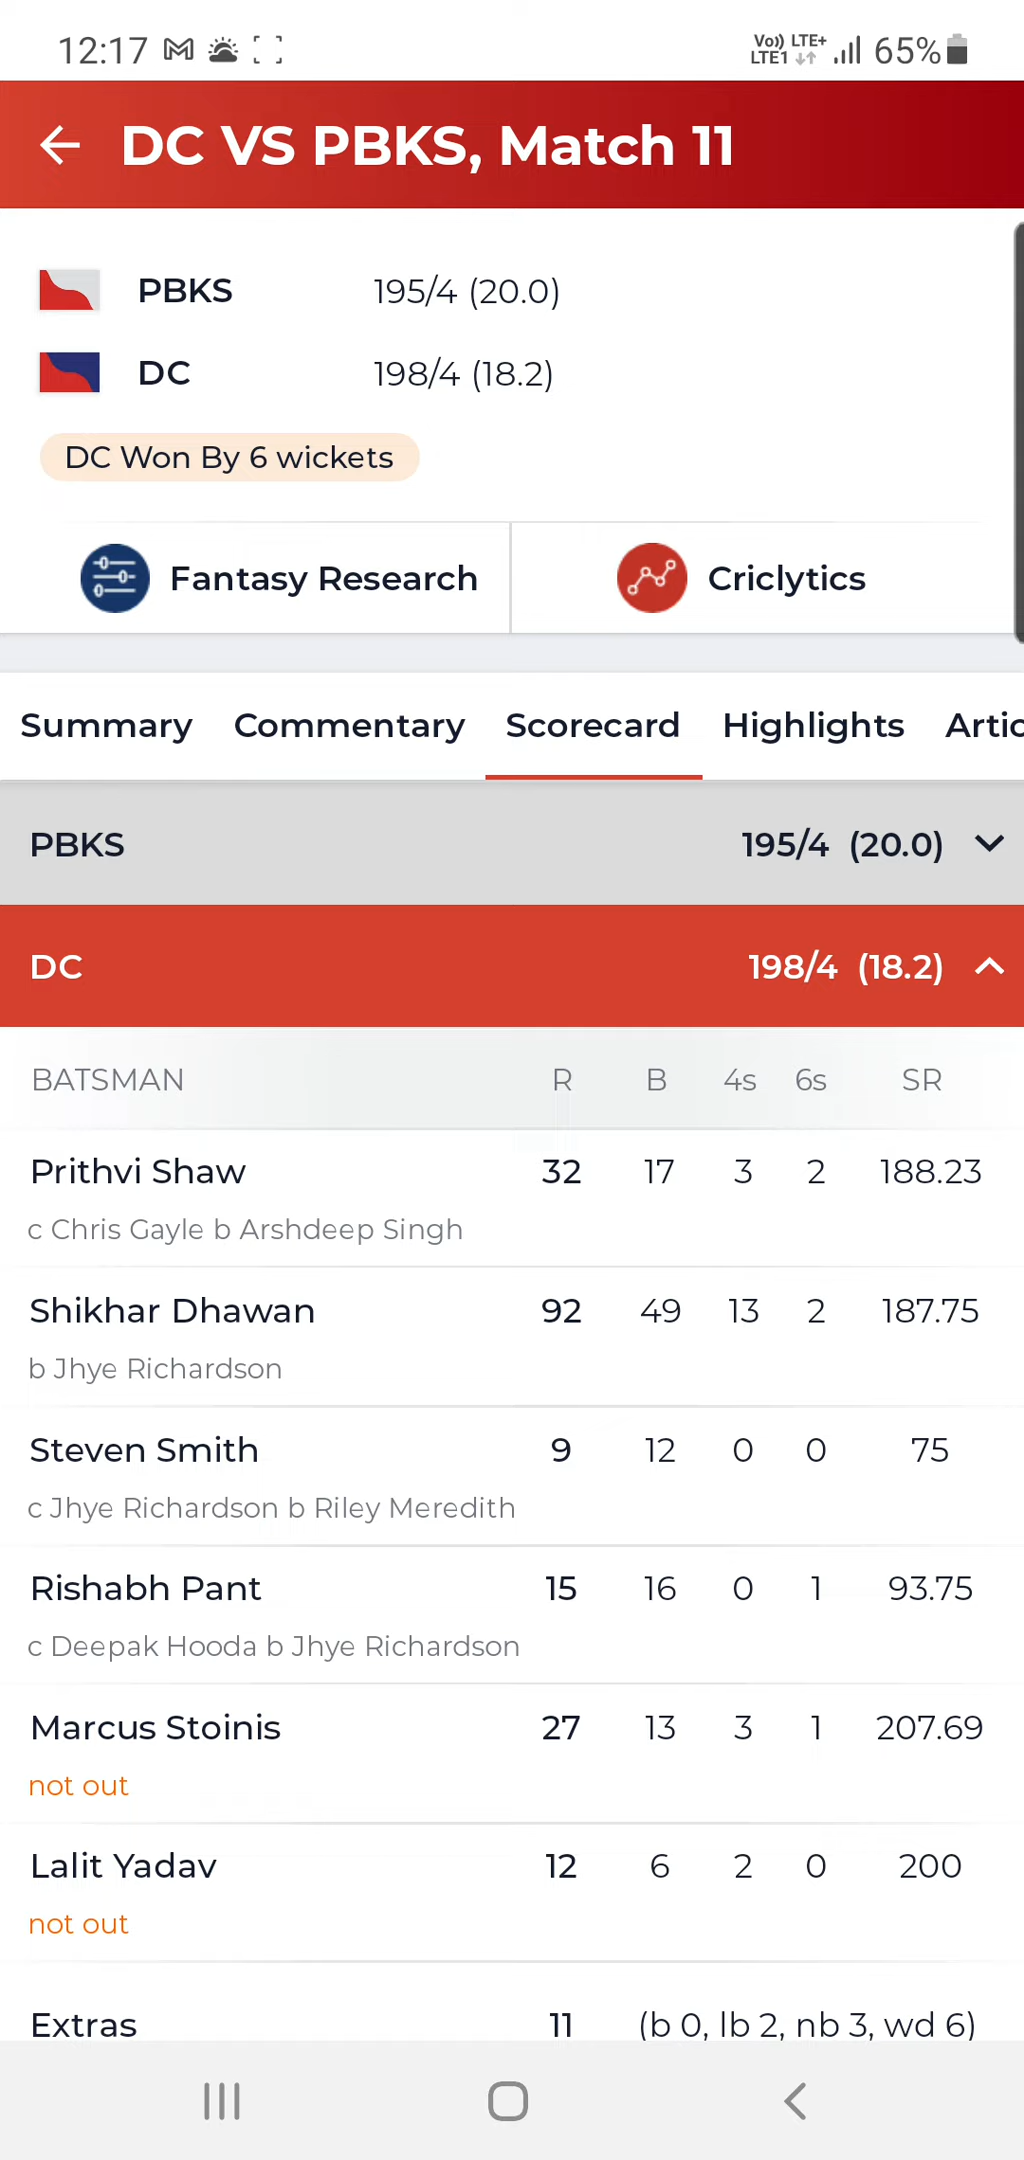 12:17 Vo)) LTE+ LTE1 65%
DC VS PBKS, Match 11
PBKS 195/4 (20.0)
DC 198/4 (18.2)
DC Won By 6 wickets
Fantasy Research Criclytics
Summary Commentary Scorecard Highlights Artic
PBKS 195/4 (20.0)
DC 198/4 (18.2)
BATSMAN R B 4s 6s SR
Prithvi Shaw 32 17 3 2 188.23
c Chris Gayle b Arshdeep Singh
Shikhar Dhawan 92 49 13 2 187.75
b Jhye Richardson
Steven Smith 9 12 0 0 75
c Jhye Richardson b Riley Meredith
Rishabh Pant 15 16 0 1 93.75
c Deepak Hooda b Jhye Richardson
Marcus Stoinis 27 13 3 1 207.69
not out
Lalit Yadav 12 6 2 0 200
not out
Extras 11 (b 0, lb 2, nb 3, wd 6)